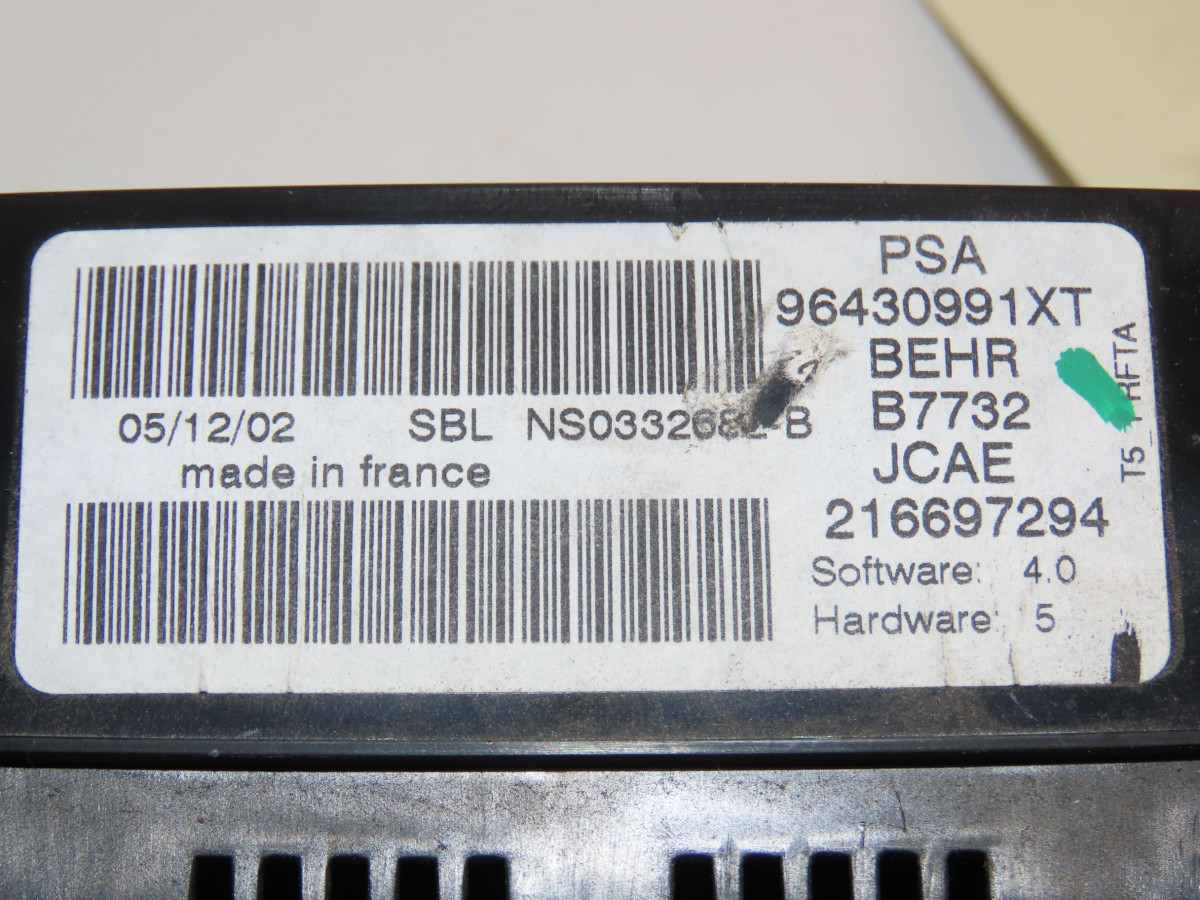 PSA
96430991XT
BEHR
B7732
JCAE
216697294
Software: 4.0
Hardware: 5
05/12/02 SBL
made in france